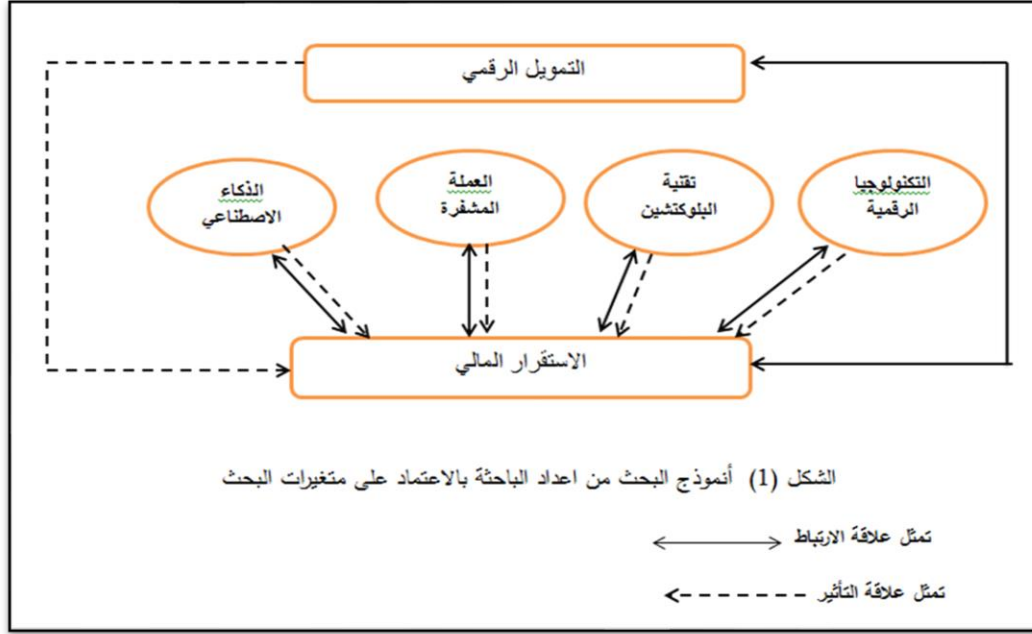 التمويل الرقمي
التكنولوجيا
الرقمية
تقتية
البلوكتشين
العملة
المشفرة
الذكاء
الاصطناعي
الاستقرار المالي
الشكل (1) أنموذج البحث من اعداد الباحثة بالاعتماد على متغيرات البحث
تمثل علاقة الارتباط
تمثل علاقة التأثير